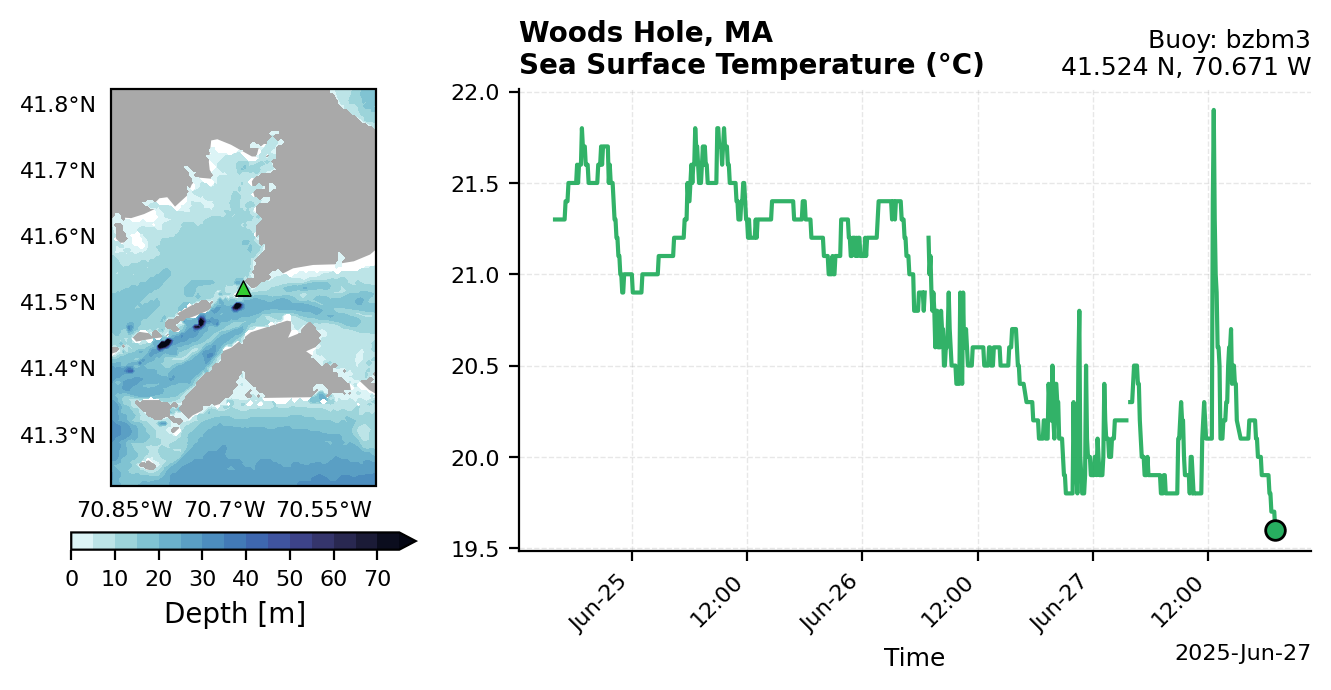 Woods Hole, MA
Sea Surface Temperature (°C)
Buoy: bzbm3
41.524 N, 70.671 W
41.8°N
41.7°N
41.6°N
41.5°N
41.4°N
41.3°N
70.85°W 70.7°W 70.55°W
0 10 20 30 40 50 60 70
Depth [m]
22.0
21.5
21.0
20.5
20.0
19.5
Jun-25 12:00 Jun-26 12:00 Jun-27 12:00
Time
2025-Jun-27